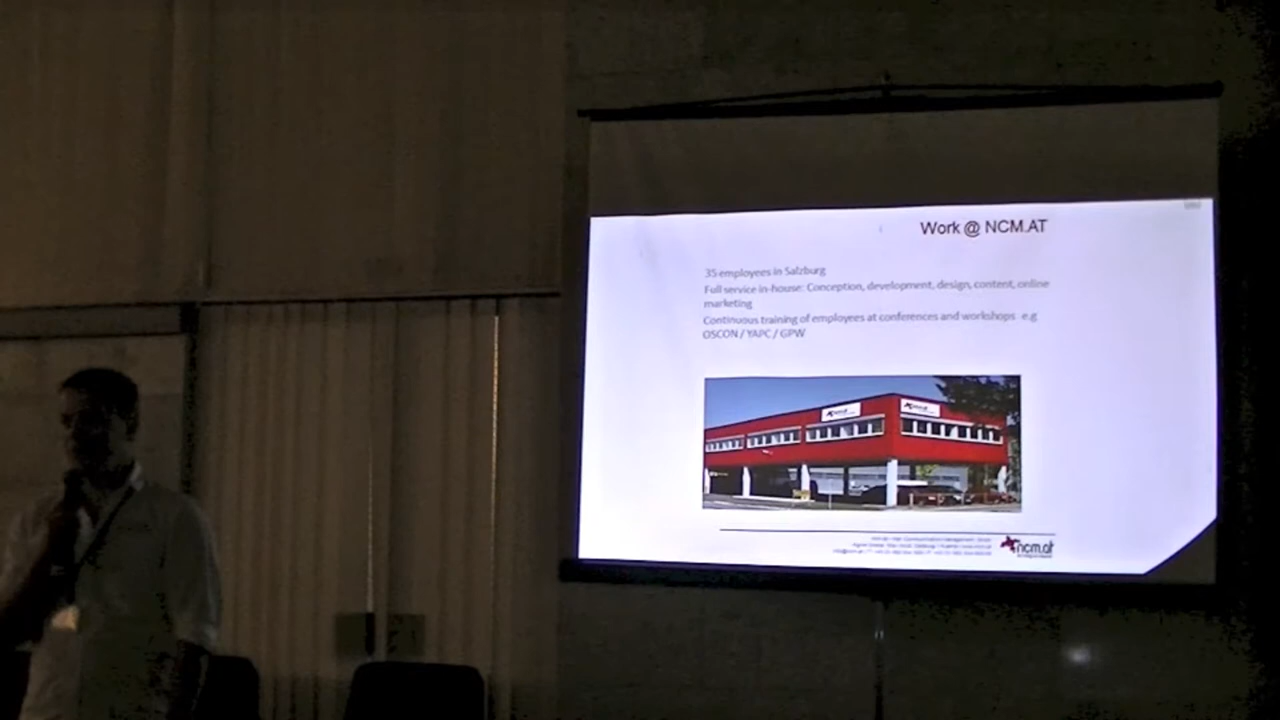 Work @ NCM.AT
35 employees in Salzburg
Full service in-house: Conception, development, design, content, online
marketing
Continuous training of employees at conferences and workshops e.g
OSCON / YAPC / GPW
ncm.at